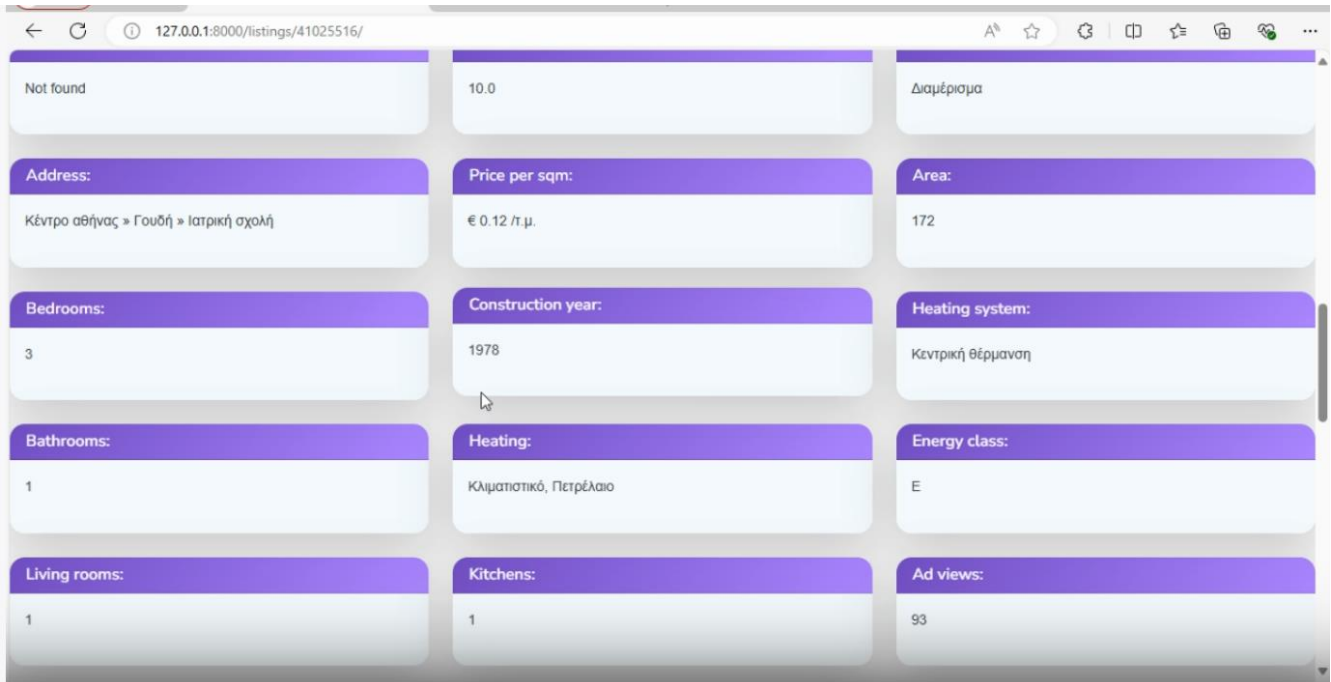 127.0.0.1:8000/listings/41025516/
Not found
10.0
Διαμέρισμα
Address:
Price per sqm:
Area:
Κέντρο αθήνας » Γουδή » Ιατρική σχολή
€ 0.12 /τ.μ.
172
Bedrooms:
Construction year:
Heating system:
3
1978
Κεντρική θέρμανση
Bathrooms:
Heating:
Energy class:
1
Κλιματιστικό, Πετρέλαιο
E
Living rooms:
Kitchens:
Ad views:
1
1
93